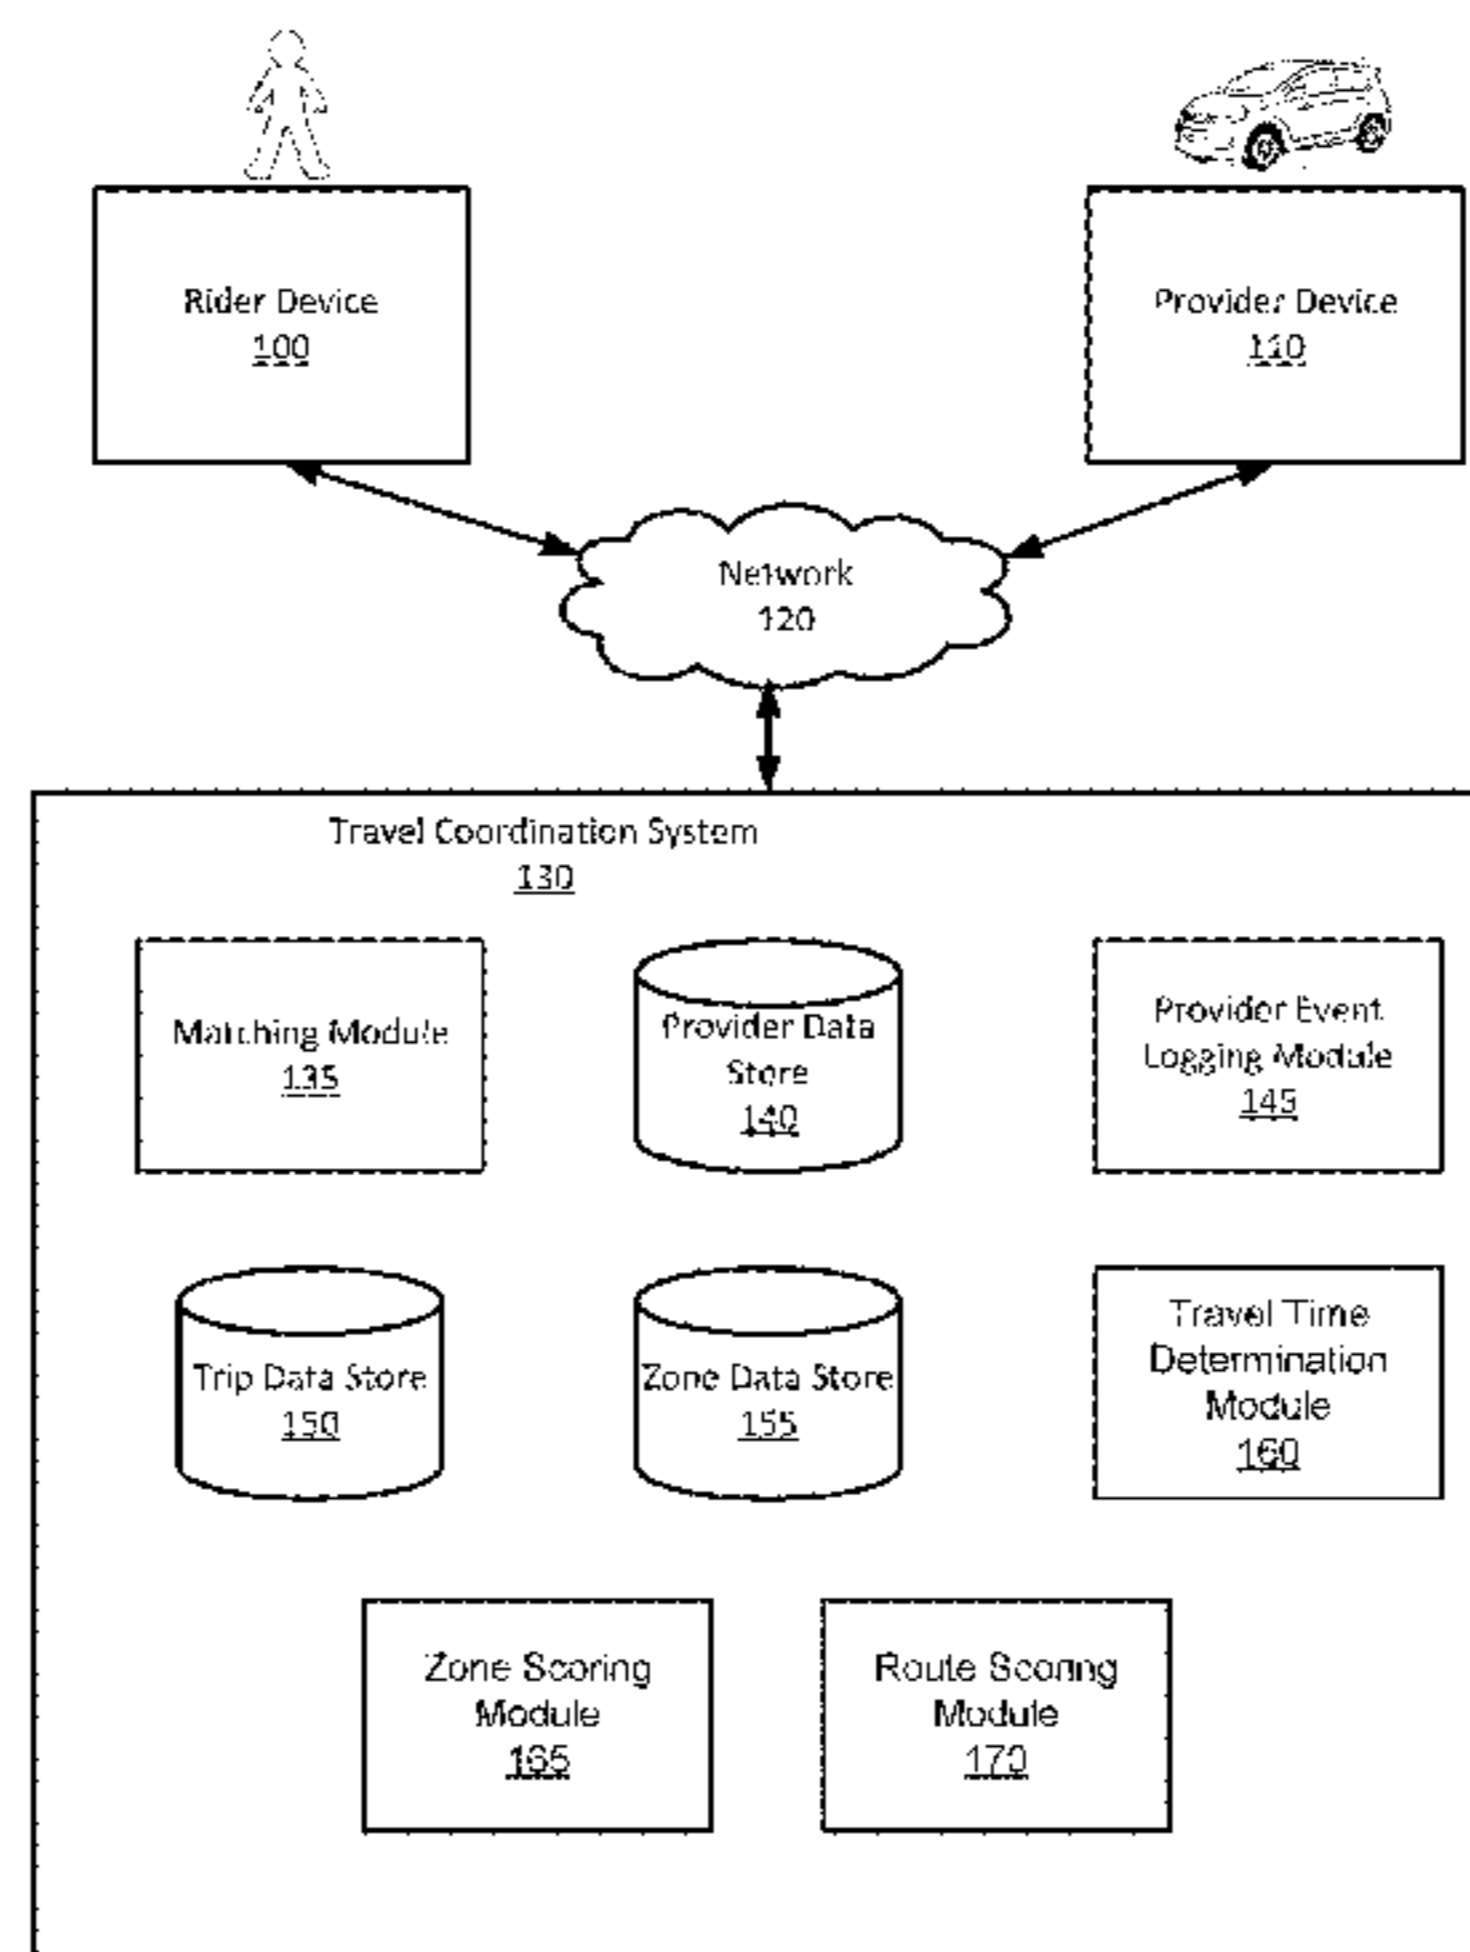 Rider Device
100
Provider Device
110
Network
120
Travel Coordination System
130
Matching Module
135
Provider Data
Store
140
Provider Event
Logging Module
145
Trip Data Store
150
Zone Data Store
155
Travel Time
Determination
Module
160
Zone Scoring
Module
165
Route Scoring
Module
170